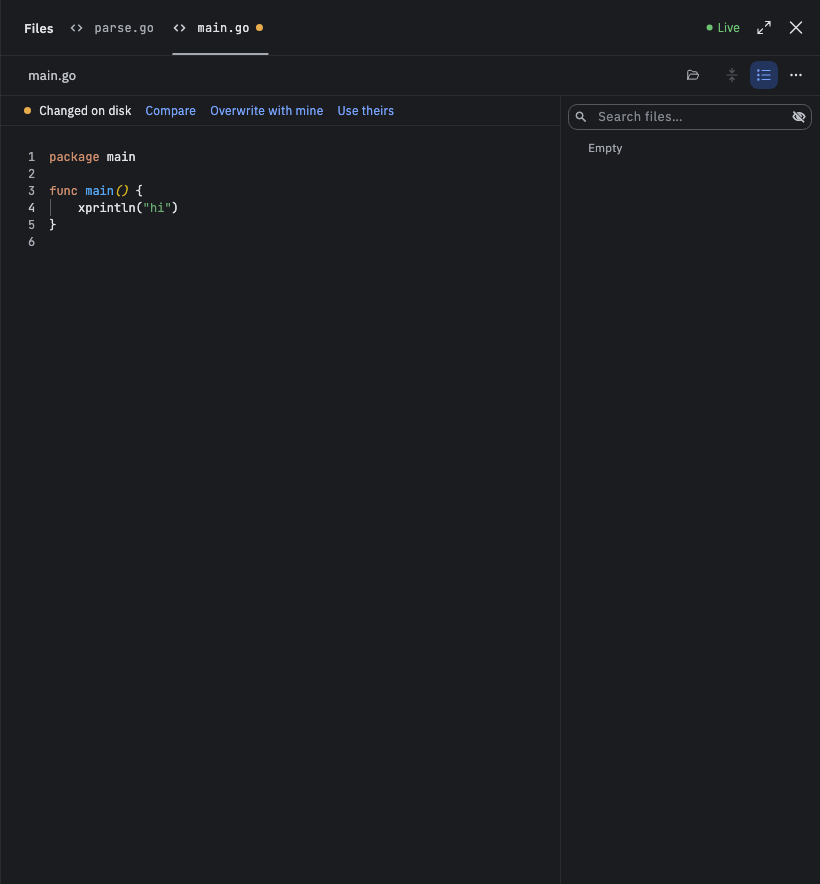 Files <> parse.go <> main.go Live
main.go
Changed on disk Compare Overwrite with mine Use theirs
Search files...
Empty
1 package main
2
3 func main() {
4     xprintln("hi")
5 }
6